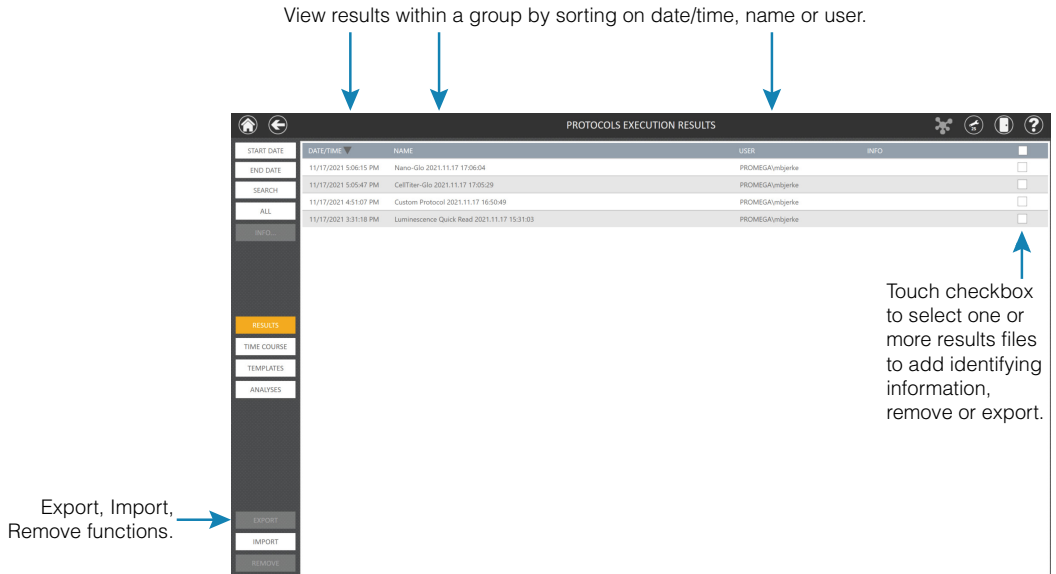 View results within a group by sorting on date/time, name or user.
PROTOCOLS EXECUTION RESULTS
25
?
START DATE
END DATE
SEARCH
ALL
INFO...
RESULTS
TIME COURSE
TEMPLATES
ANALYSES
EXPORT
IMPORT
REMOVE
DATE/TIME NAME USER INFO
11/17/2021 5:06:15 PM Nano-Glo 2021.11.17 17:06:04 PROMEGA\mbjerke
11/17/2021 5:05:47 PM CellTiter-Glo 2021.11.17 17:05:29 PROMEGA\mbjerke
11/17/2021 4:51:07 PM Custom Protocol 2021.11.17 16:50:49 PROMEGA\mbjerke
11/17/2021 3:31:18 PM Luminescence Quick Read 2021.11.17 15:31:03 PROMEGA\mbjerke
Touch checkbox
to select one or
more results files
to add identifying
information,
remove or export.
Export, Import,
Remove functions.